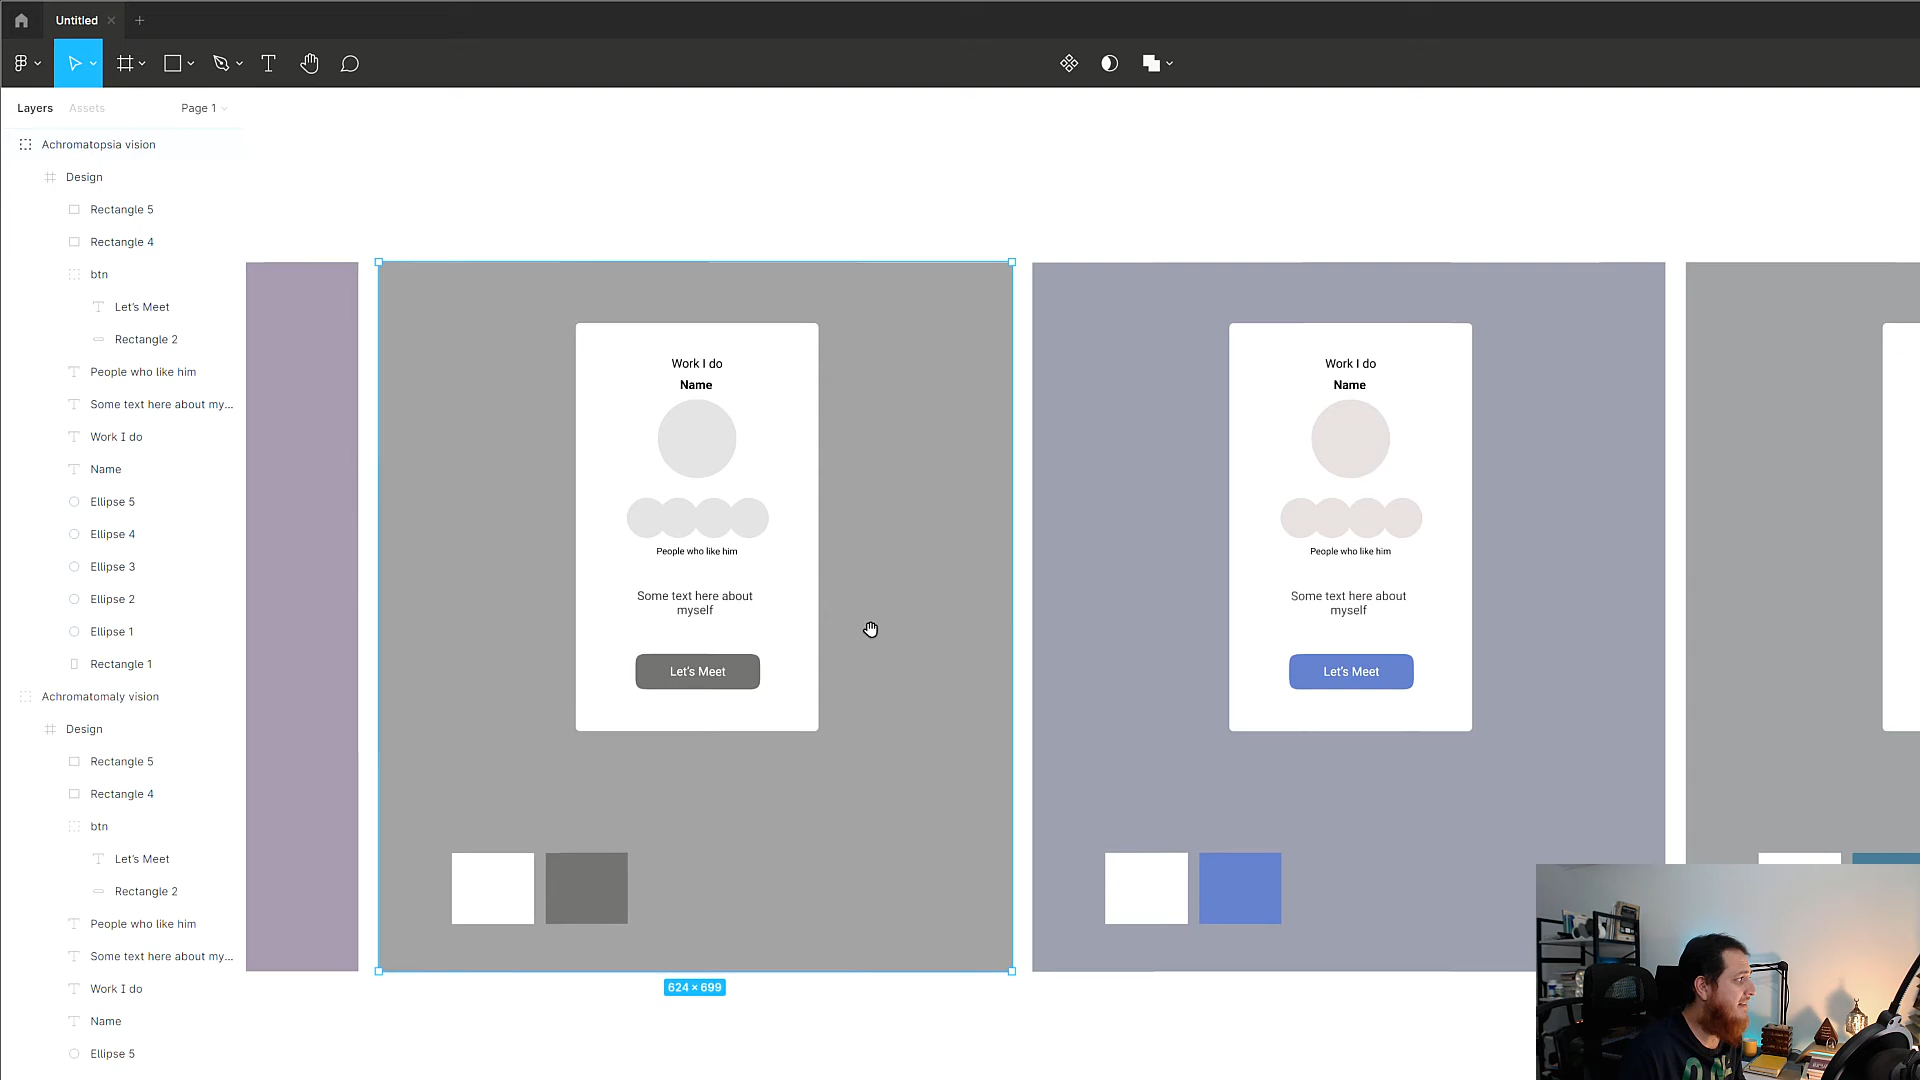 Untitled
Layers
Assets
Page 1
Achromatopsia vision
Design
Rectangle 5
Rectangle 4
btn
Let's Meet
Rectangle 2
People who like him
Some text here about my...
Work I do
Name
Ellipse 5
Ellipse 4
Ellipse 3
Ellipse 2
Ellipse 1
Rectangle 1
Achromatomaly vision
Design
Rectangle 5
Rectangle 4
btn
Let's Meet
Rectangle 2
People who like him
Some text here about my...
Work I do
Name
Ellipse 5
Work I do
Name
People who like him
Some text here about
myself
Let's Meet
624 × 699
Work I do
Name
People who like him
Some text here about
myself
Let's Meet